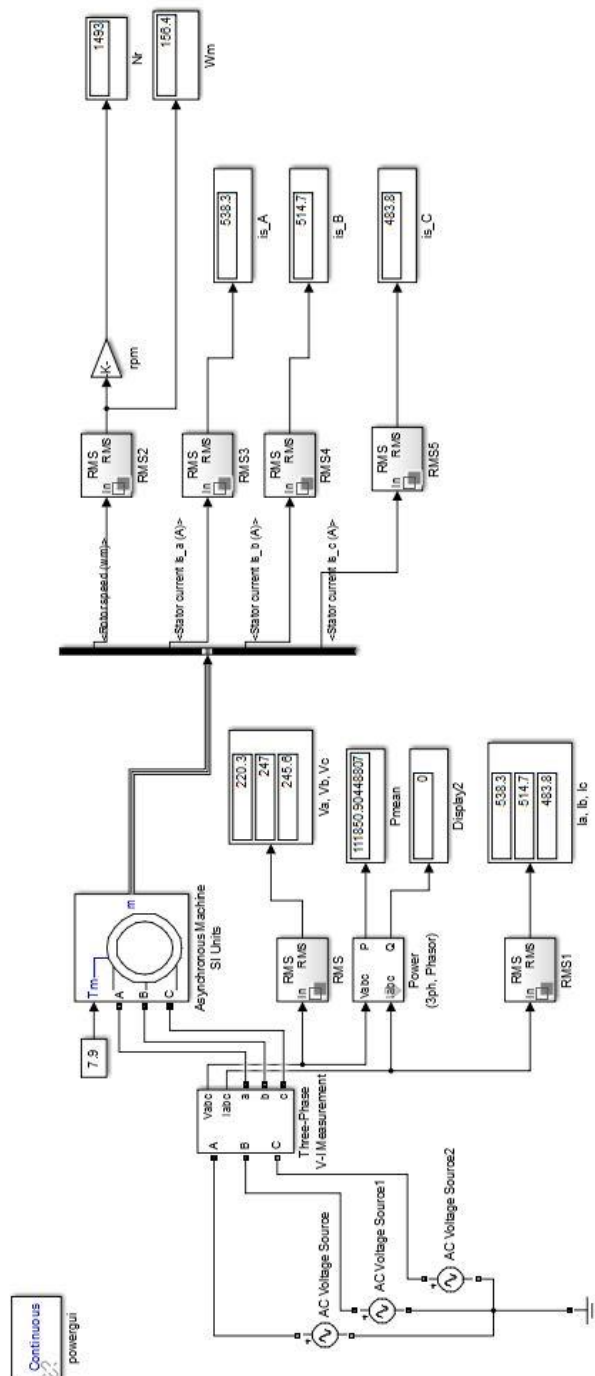 Continuous
powergui
AC Voltage Source
AC Voltage Source1
AC Voltage Source2
A
B
C
Vabc
Iabc
a
b
c
Three-Phase
V-I Measurement
7.9
Tm
A
B
C
m
Asynchronous Machine
SI Units
RMS
In RMS
RMS
220.3
247
245.6
Va, Vb, Vc
Vabc P
Iabc Q
Power
(3ph, Phasor)
111850.90448807
Pmean
0
Display2
RMS
In RMS
RMS1
538.3
514.7
483.8
Ia, Ib, Ic
<Rotor speed (wm)>
<Stator current is_a (A)>
<Stator current is_b (A)>
<Stator current is_c (A)>
RMS
In RMS
RMS2
-K-
rpm
1493
Nr
156.4
Wm
RMS
In RMS
RMS3
538.3
is_A
RMS
In RMS
RMS4
514.7
is_B
RMS
In RMS
RMS5
483.8
is_C